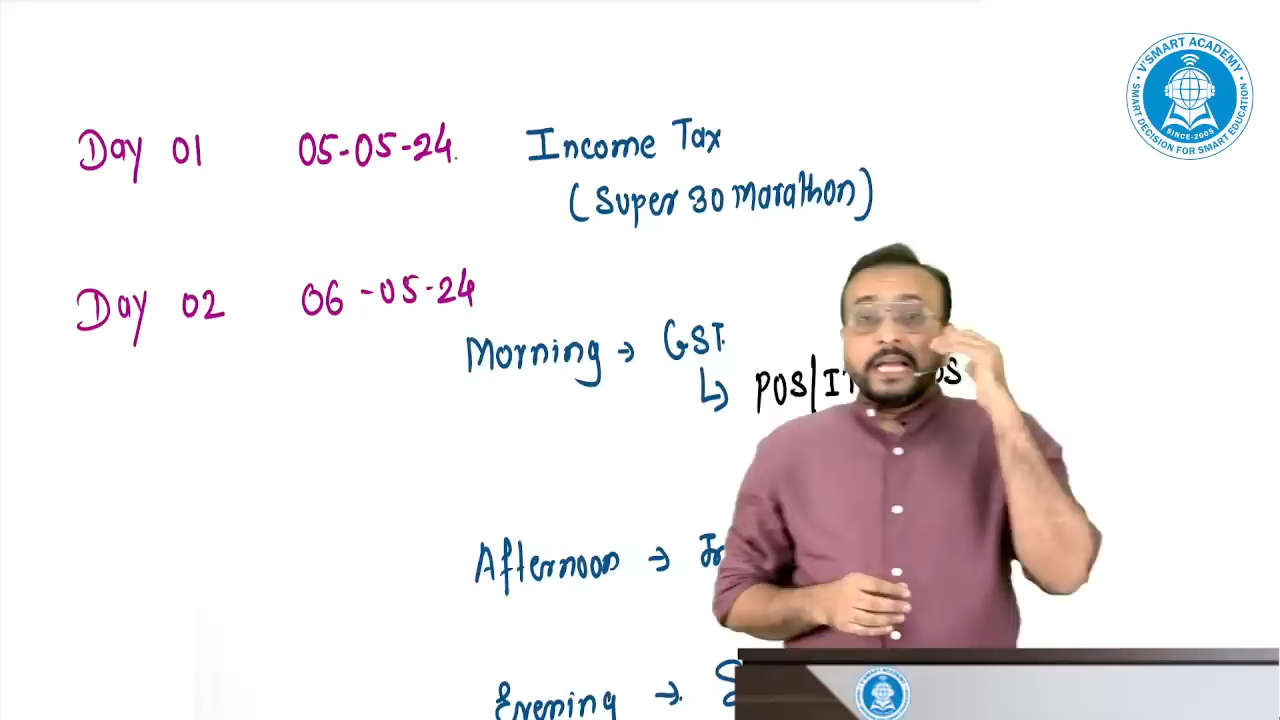 V'SMART ACADEMY
SMART DECISION FOR SMART EDUCATION
SINCE-2005
Day 01 05-05-24. Income Tax
(Super 30 Marathon)
Day 02 06-05-24
Morning → GST.
↳ POS/
Afternoon →
Evening →